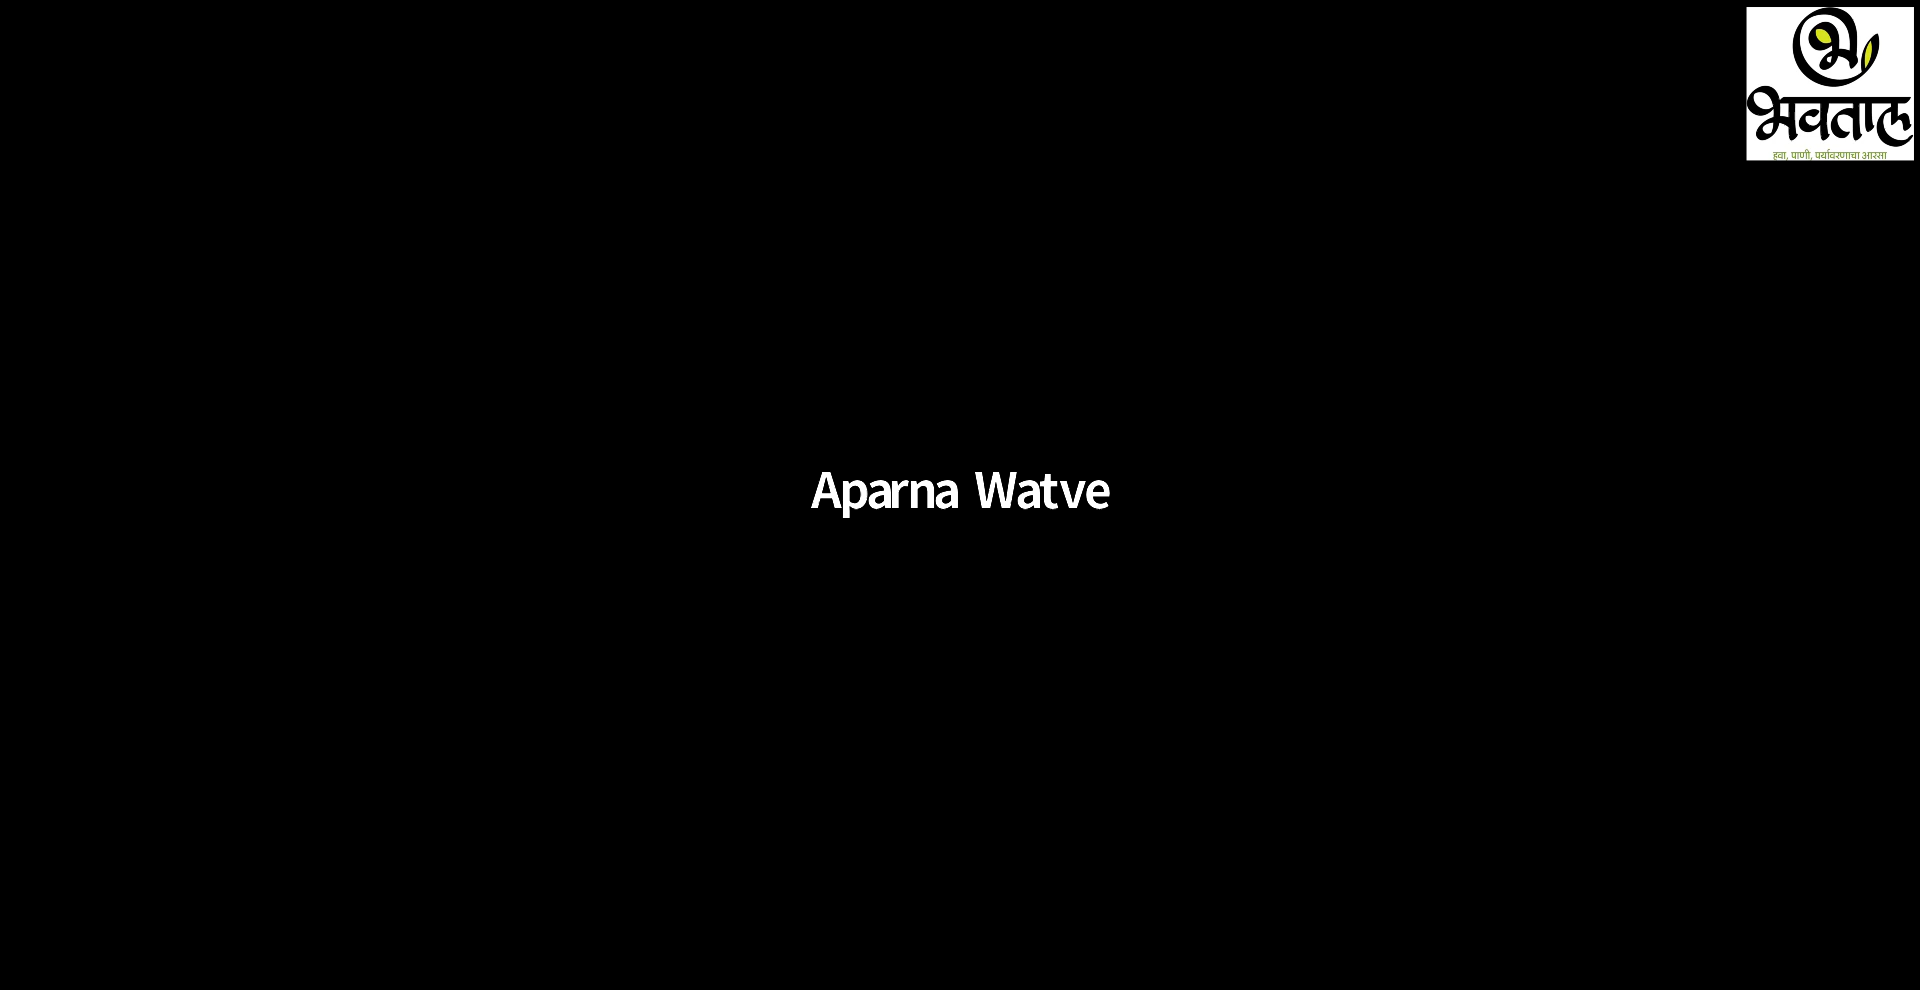 भ
भवताल
हवा, पाणी, पर्यावरणाचा आरसा
Aparna Watve